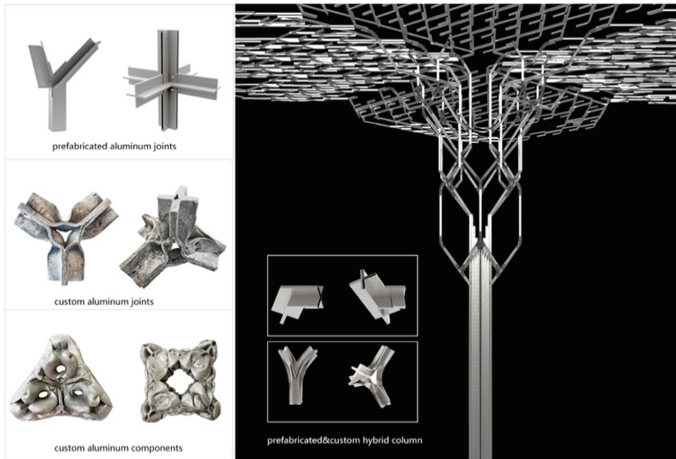 prefabricated aluminum joints
custom aluminum joints
custom aluminum components
prefabricated&custom hybrid column